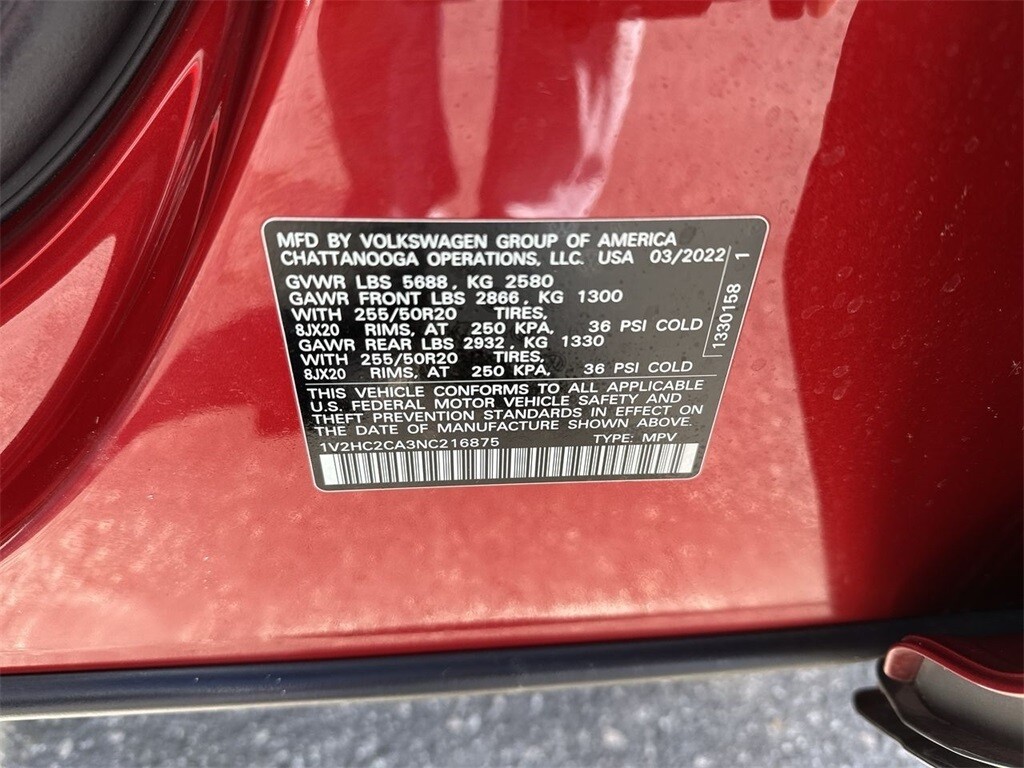 MFD BY VOLKSWAGEN GROUP OF AMERICA
CHATTANOOGA OPERATIONS, LLC. USA 03/2022
GVWR LBS 5688, KG 2580
GAWR FRONT LBS 2866, KG 1300
WITH 255/50R20 TIRES,
8JX20 RIMS, AT 250 KPA, 36 PSI COLD
GAWR REAR LBS 2932, KG 1330
WITH 255/50R20 TIRES,
8JX20 RIMS, AT 250 KPA, 36 PSI COLD
1330158 1
THIS VEHICLE CONFORMS TO ALL APPLICABLE
U.S. FEDERAL MOTOR VEHICLE SAFETY AND
THEFT PREVENTION STANDARDS IN EFFECT ON
THE DATE OF MANUFACTURE SHOWN ABOVE.
1V2HC2CA3NC216875 TYPE: MPV